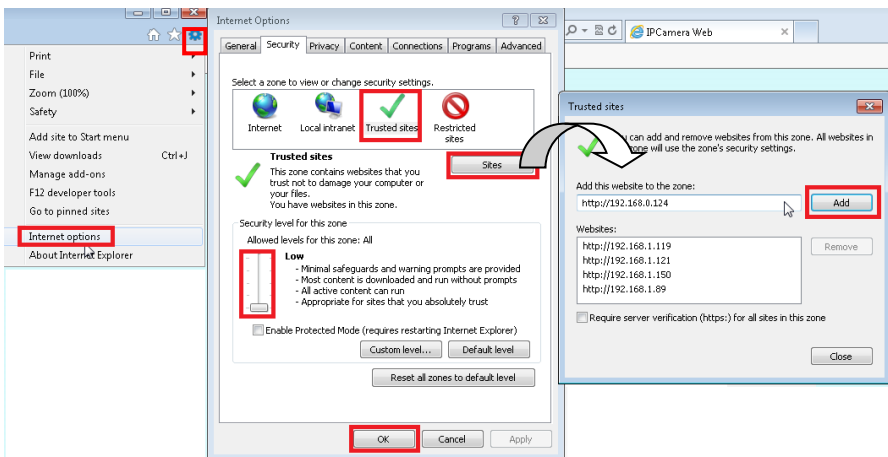 Print
File
Zoom (100%)
Safety
Add site to Start menu
View downloads Ctrl+J
Manage add-ons
F12 developer tools
Go to pinned sites
Internet options
About Internet Explorer
Internet Options
General Security Privacy Content Connections Programs Advanced
Select a zone to view or change security settings.
Internet Local intranet Trusted sites Restricted
sites
Trusted sites
Sites
This zone contains websites that you
trust not to damage your computer or
your files.
You have websites in this zone.
Security level for this zone
Allowed levels for this zone: All
Low
- Minimal safeguards and warning prompts are provided
- Most content is downloaded and run without prompts
- All active content can run
- Appropriate for sites that you absolutely trust
Enable Protected Mode (requires restarting Internet Explorer)
Custom level... Default level
Reset all zones to default level
OK Cancel Apply
IPCamera Web
Trusted sites
can add and remove websites from this zone. All websites in
zone will use the zone's security settings.
Add this website to the zone:
http://192.168.0.124 Add
Websites:
http://192.168.1.119 Remove
http://192.168.1.121
http://192.168.1.150
http://192.168.1.89
Require server verification (https:) for all sites in this zone
Close